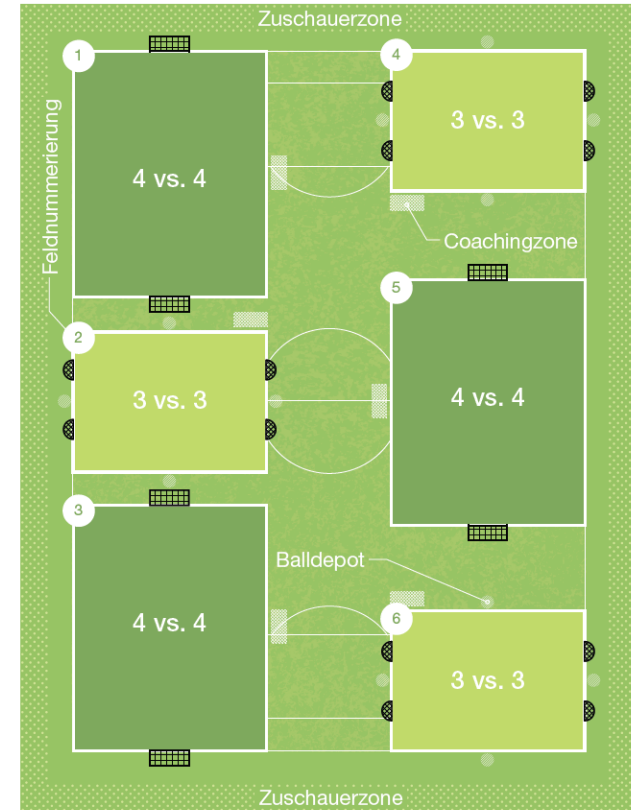 Zuschauerzone
1
4 vs. 4
4
3 vs. 3
Feldnummerierung
Coachingzone
5
4 vs. 4
2
3 vs. 3
3
4 vs. 4
Balldepot
6
3 vs. 3
Zuschauerzone